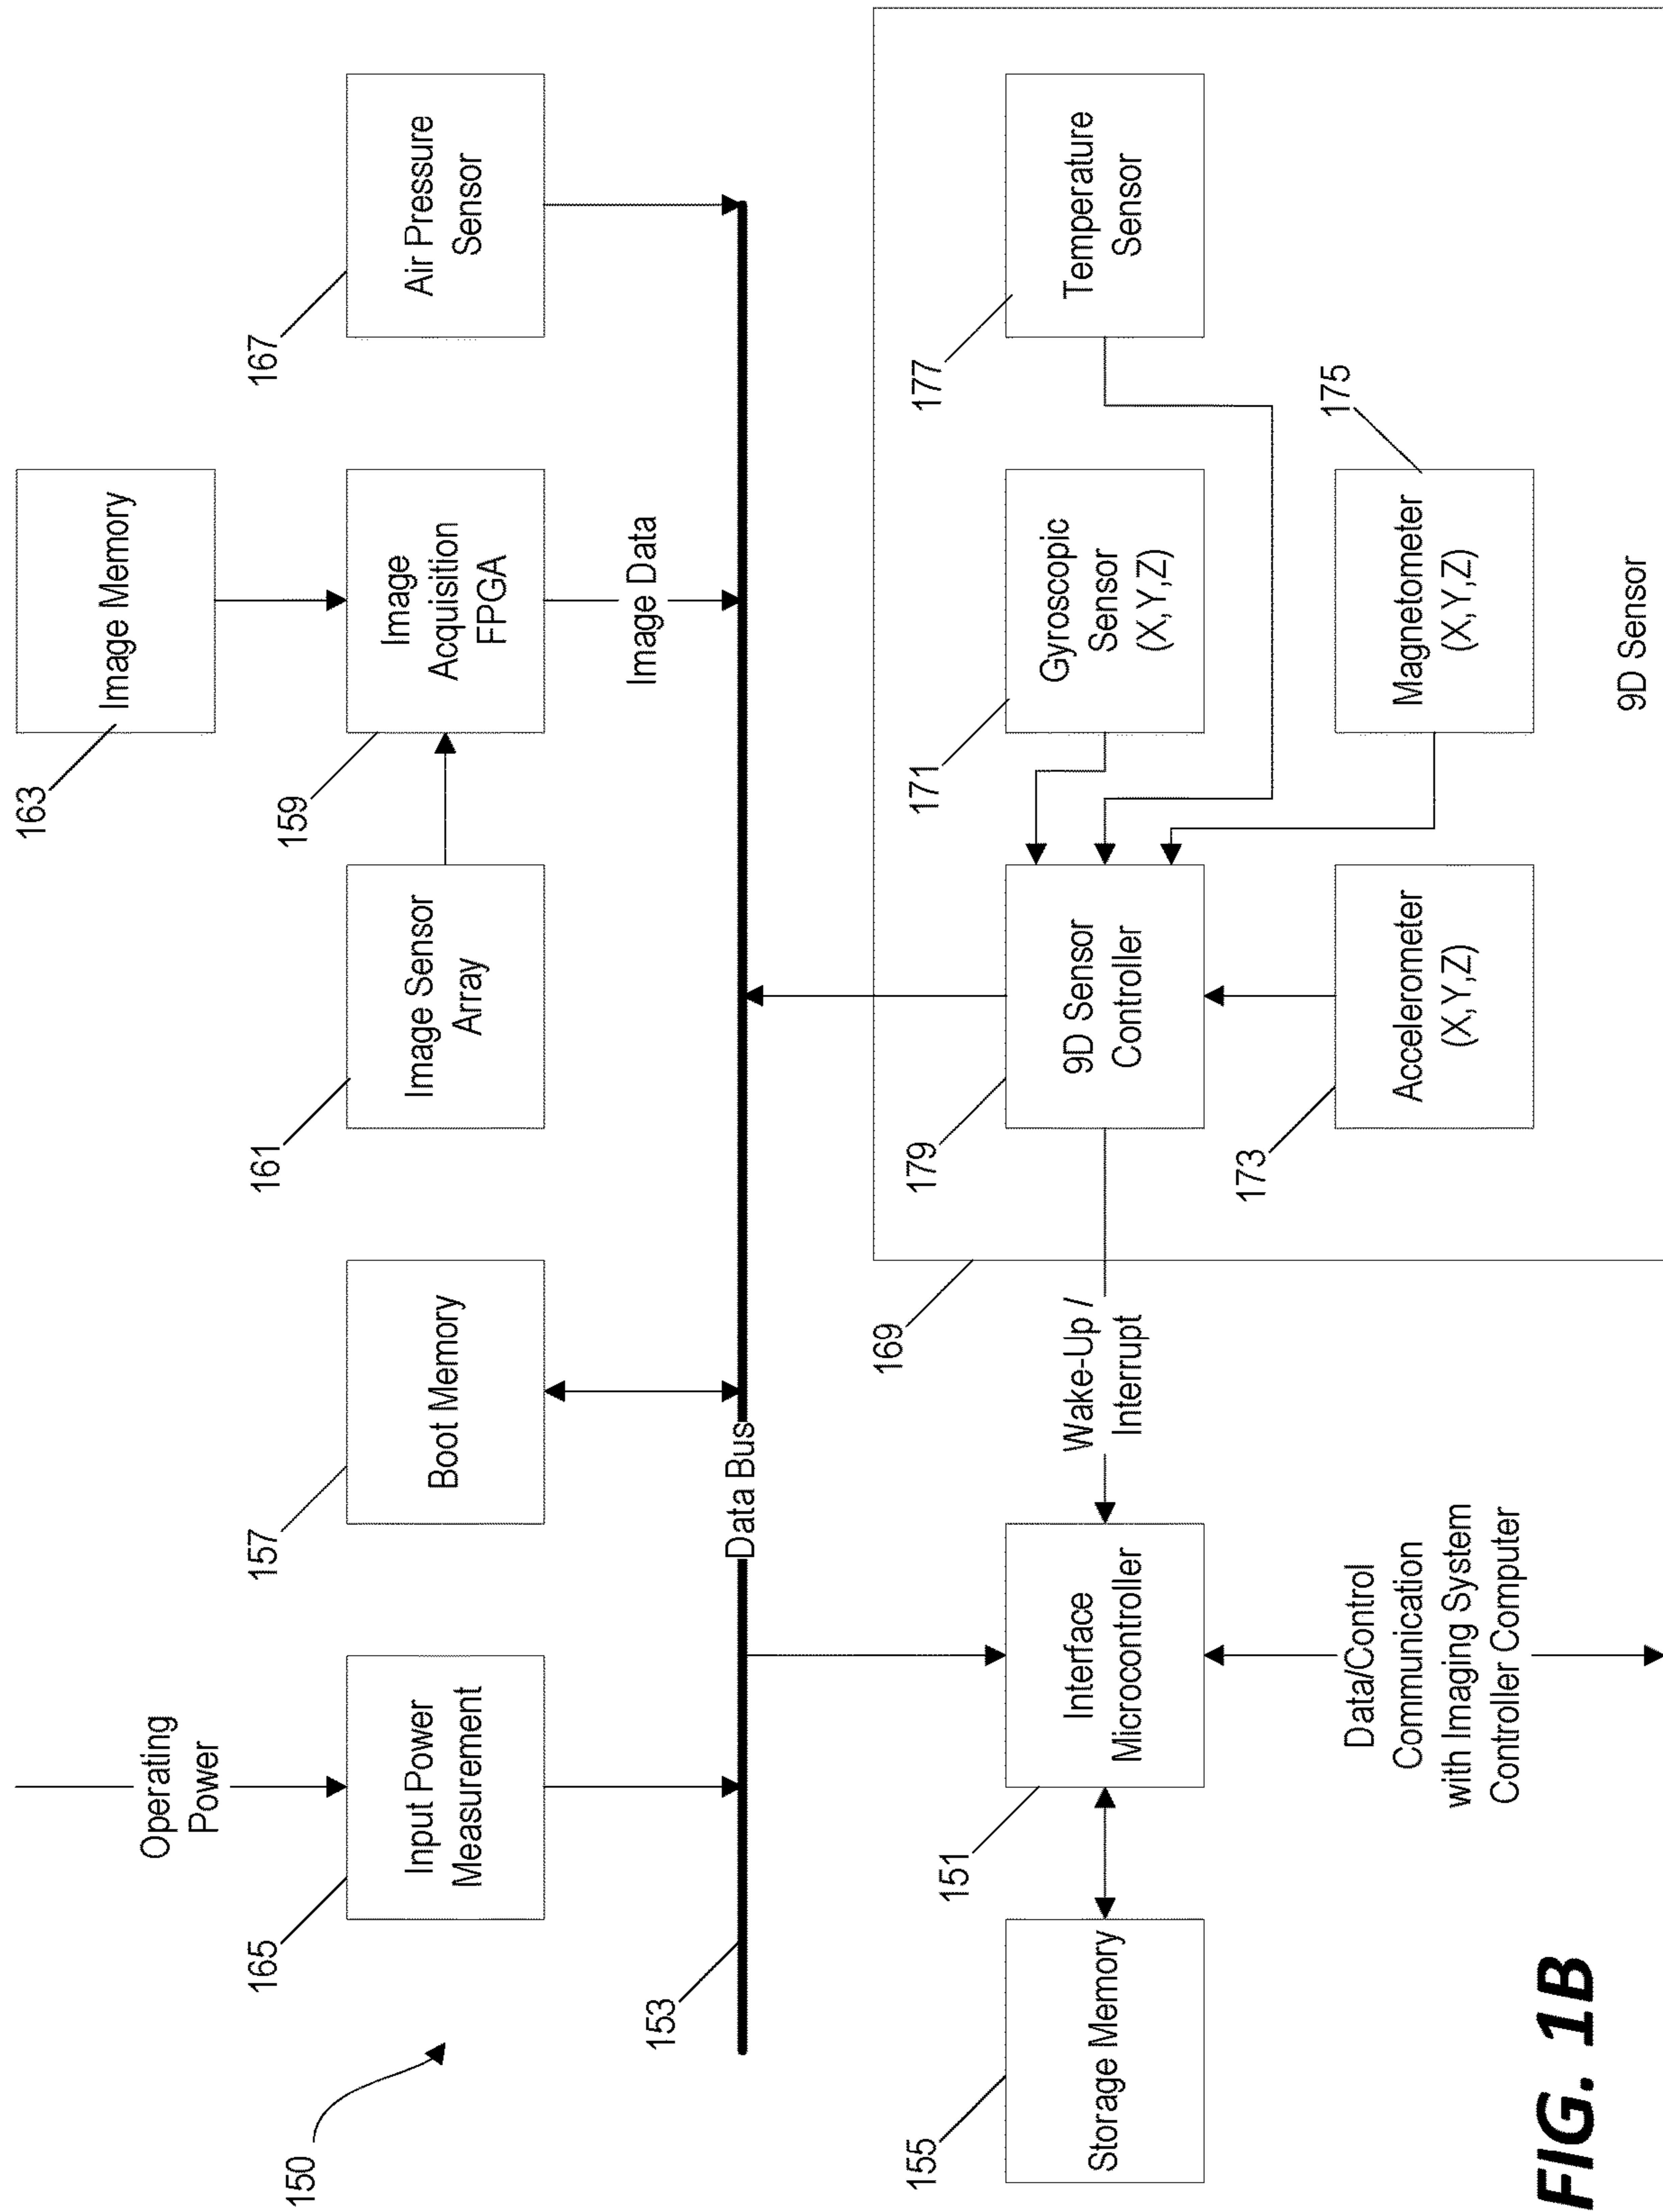 150
Operating
Power
165
Input Power
Measurement
157
Boot Memory
161
Image Sensor
Array
163
Image Memory
159
Image
Acquisition
FPGA
Image Data
167
Air Pressure
Sensor
153
Data Bus
155
Storage Memory
151
Interface
Microcontroller
Wake-Up /
Interrupt
Data/Control
Communication
with Imaging System
Controller Computer
169
179
9D Sensor
Controller
171
Gyroscopic
Sensor
(X,Y,Z)
177
Temperature
Sensor
173
Accelerometer
(X,Y,Z)
175
Magnetometer
(X,Y,Z)
9D Sensor
FIG. 1B